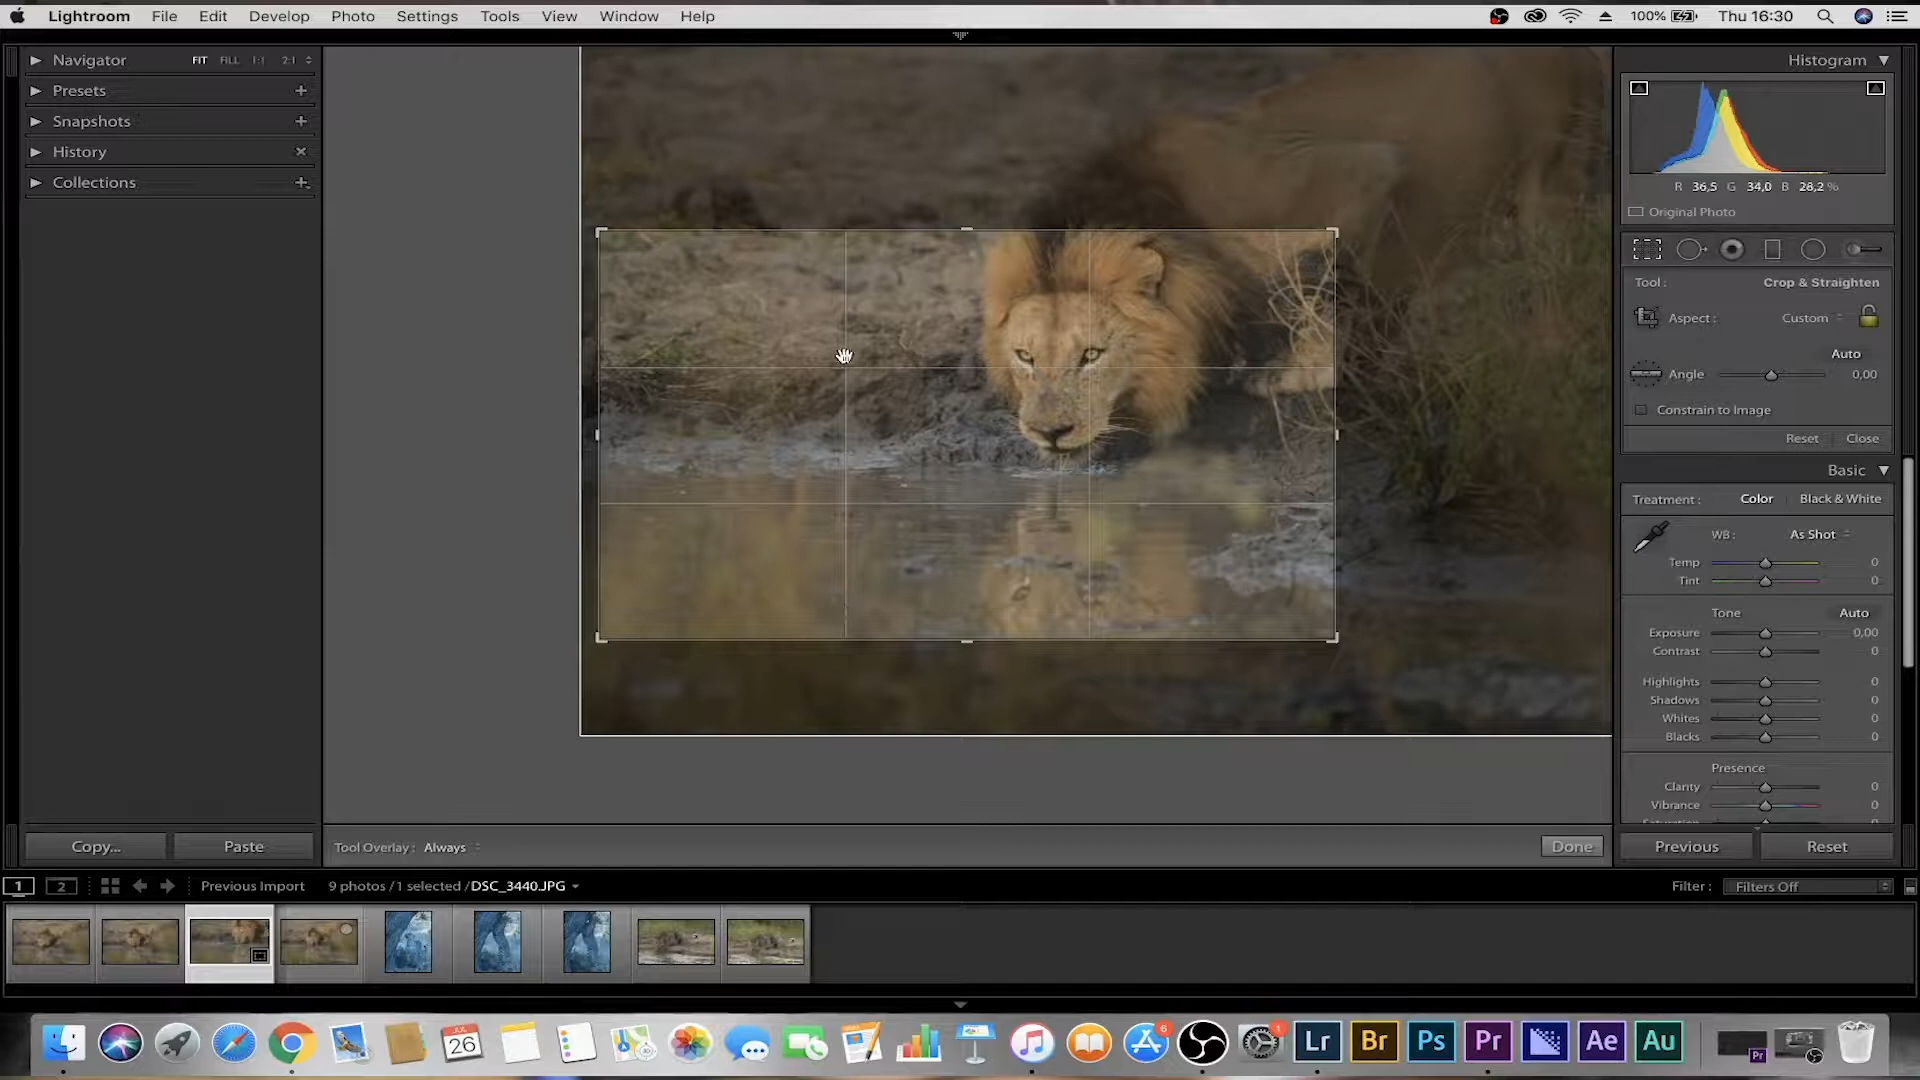 Lightroom File Edit Develop Photo Settings Tools View Window Help 100% Thu 16:30
Navigator FIT FILL 1:1 2:1
Presets
Snapshots
History
Collections
Copy... Paste
Tool Overlay : Always Done
Histogram
R 36,5 G 34,0 B 28,2 %
Original Photo
Tool : Crop & Straighten
Aspect : Custom
Auto
Angle 0,00
Constrain to Image
Reset Close
Basic
Treatment : Color Black & White
WB : As Shot
Temp 0
Tint 0
Tone Auto
Exposure 0,00
Contrast 0
Highlights 0
Shadows 0
Whites 0
Blacks 0
Presence
Clarity 0
Vibrance 0
Previous Reset
1 2 Previous Import 9 photos / 1 selected / DSC_3440.JPG Filter : Filters Off
JUL
26
6
1
Lr Br Ps Pr Ae Au
Pr